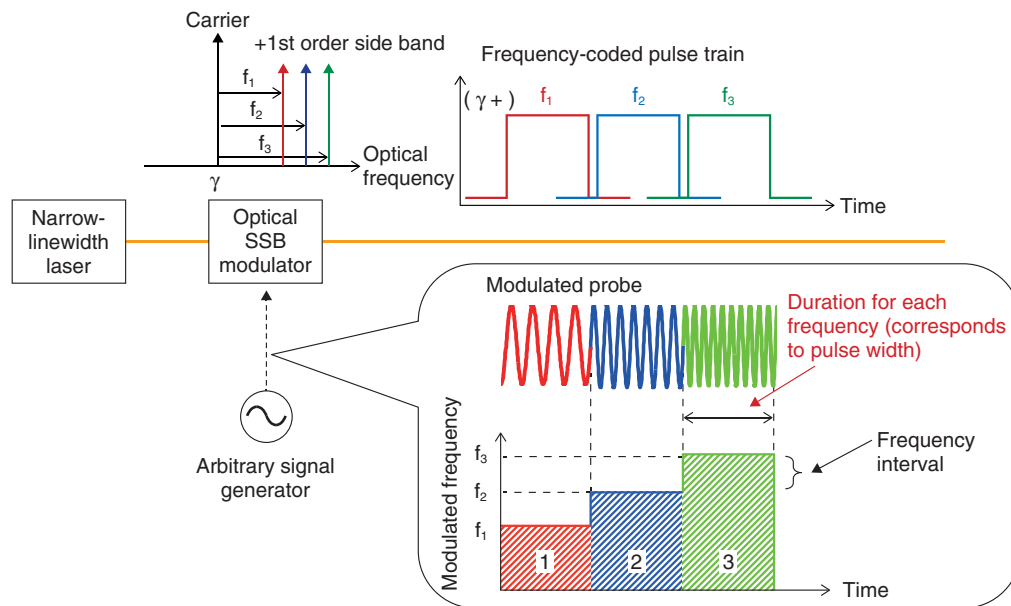 Carrier
+1st order side band
f₁
f₂
f₃
γ
Optical
frequency
Frequency-coded pulse train
(γ+)
f₁
f₂
f₃
Time
Narrow-
linewidth
laser
Optical
SSB
modulator
Arbitrary signal
generator
Modulated probe
Duration for each
frequency (corresponds
to pulse width)
Modulated frequency
f₃
f₂
f₁
1
2
3
Frequency
interval
Time